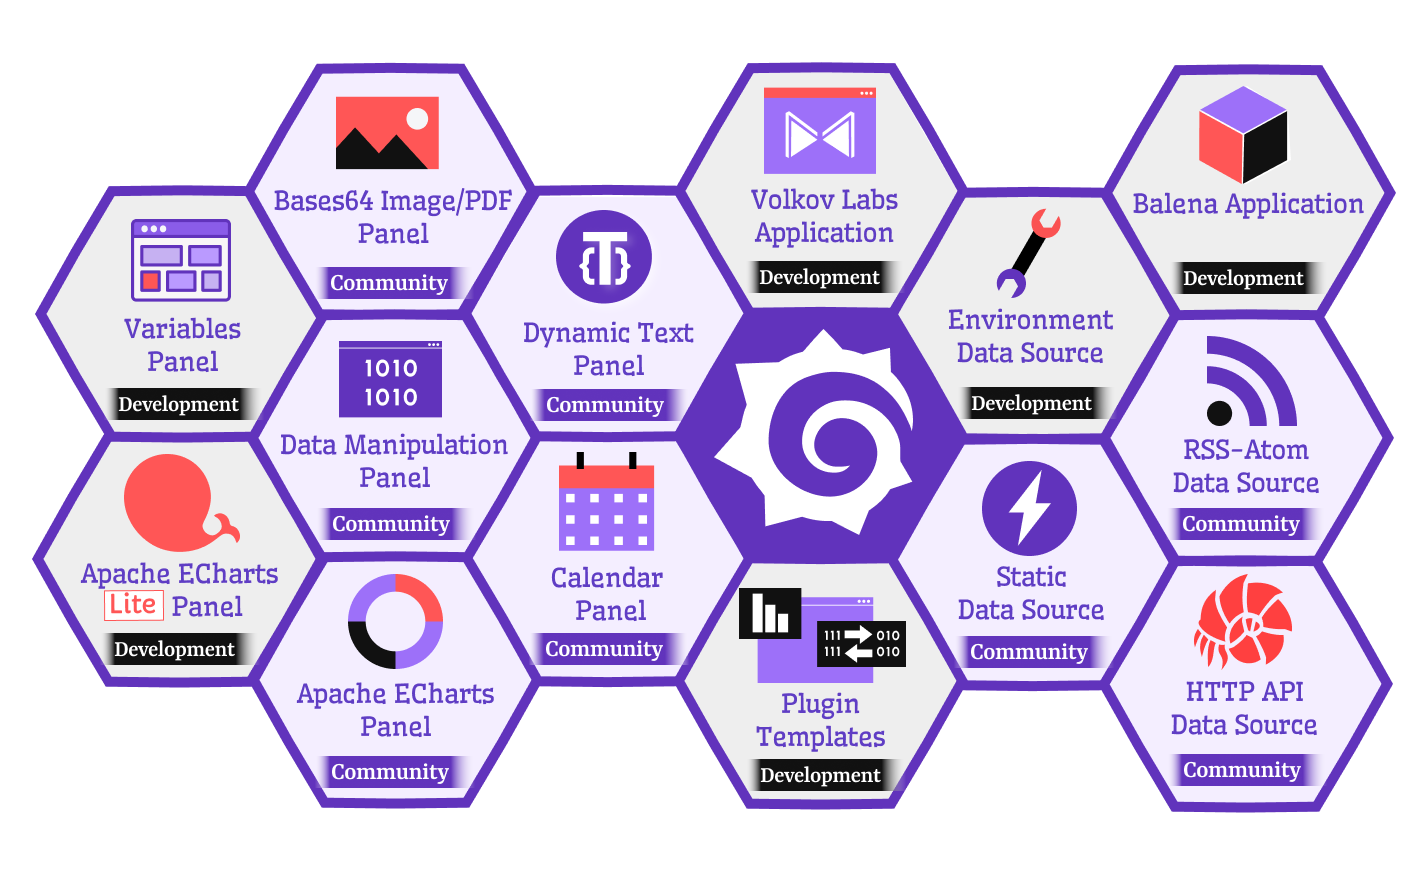 Bases64 Image/PDF
Panel
Community
Variables
Panel
Development
Data Manipulation
Panel
1010
1010
Community
Apache ECharts
Lite Panel
Development
Apache ECharts
Panel
Community
{T}
Dynamic Text
Panel
Community
Calendar
Panel
Community
Volkov Labs
Application
Development
Plugin
Templates
111 010
111 010
Development
Environment
Data Source
Development
Static
Data Source
Community
Balena Application
Development
RSS-Atom
Data Source
Community
HTTP API
Data Source
Community